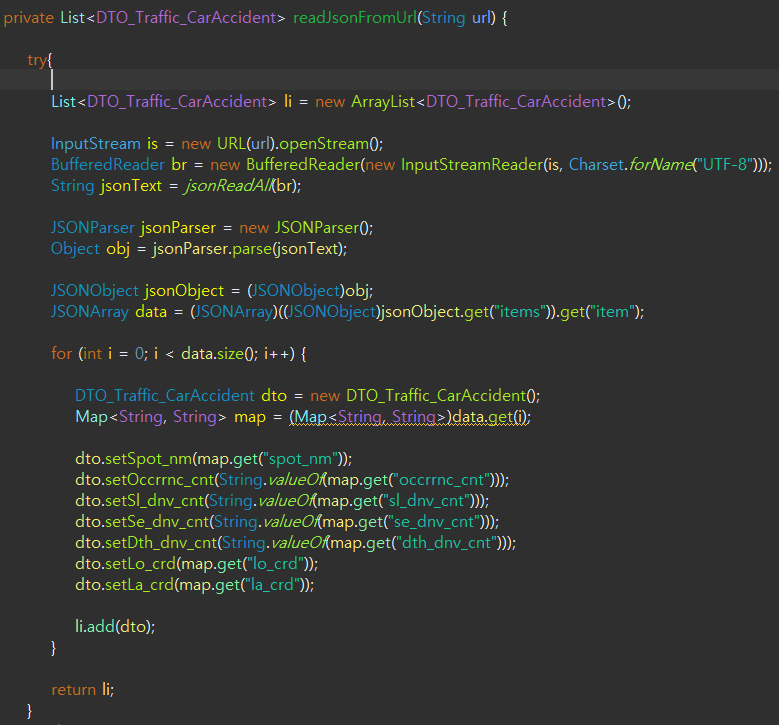 private List<DTO_Traffic_CarAccident> readJsonFromUrl(String url) {
try{
List<DTO_Traffic_CarAccident> li = new ArrayList<DTO_Traffic_CarAccident>();
InputStream is = new URL(url).openStream();
BufferedReader br = new BufferedReader(new InputStreamReader(is, Charset.forName("UTF-8")));
String jsonText = jsonReadAll(br);
JSONParser jsonParser = new JSONParser();
Object obj = jsonParser.parse(jsonText);
JSONObject jsonObject = (JSONObject)obj;
JSONArray data = (JSONArray)((JSONObject)jsonObject.get("items")).get("item");
for (int i = 0; i < data.size(); i++) {
DTO_Traffic_CarAccident dto = new DTO_Traffic_CarAccident();
Map<String, String> map = (Map<String, String>)data.get(i);
dto.setSpot_nm(map.get("spot_nm"));
dto.setOccrrnc_cnt(String.valueOf(map.get("occrrnc_cnt")));
dto.setSl_dnv_cnt(String.valueOf(map.get("sl_dnv_cnt")));
dto.setSe_dnv_cnt(String.valueOf(map.get("se_dnv_cnt")));
dto.setDth_dnv_cnt(String.valueOf(map.get("dth_dnv_cnt")));
dto.setLo_crd(map.get("lo_crd"));
dto.setLa_crd(map.get("la_crd"));
li.add(dto);
}
return li;
}